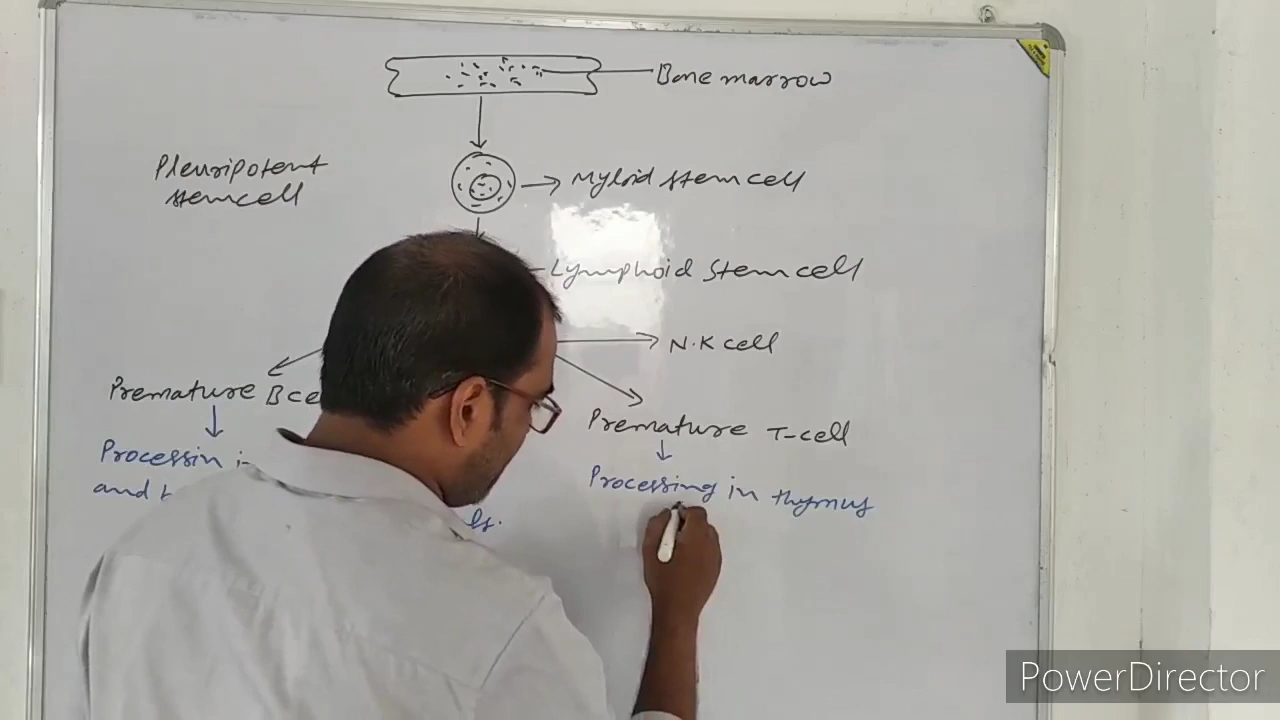 Bone marrow
Pleuripotent
stemcell
Myloid stem cell
Lymphoid stem cell
N.K cell
Premature B
Premature T-cell
Processin
and
Processing in thymus
PowerDirector